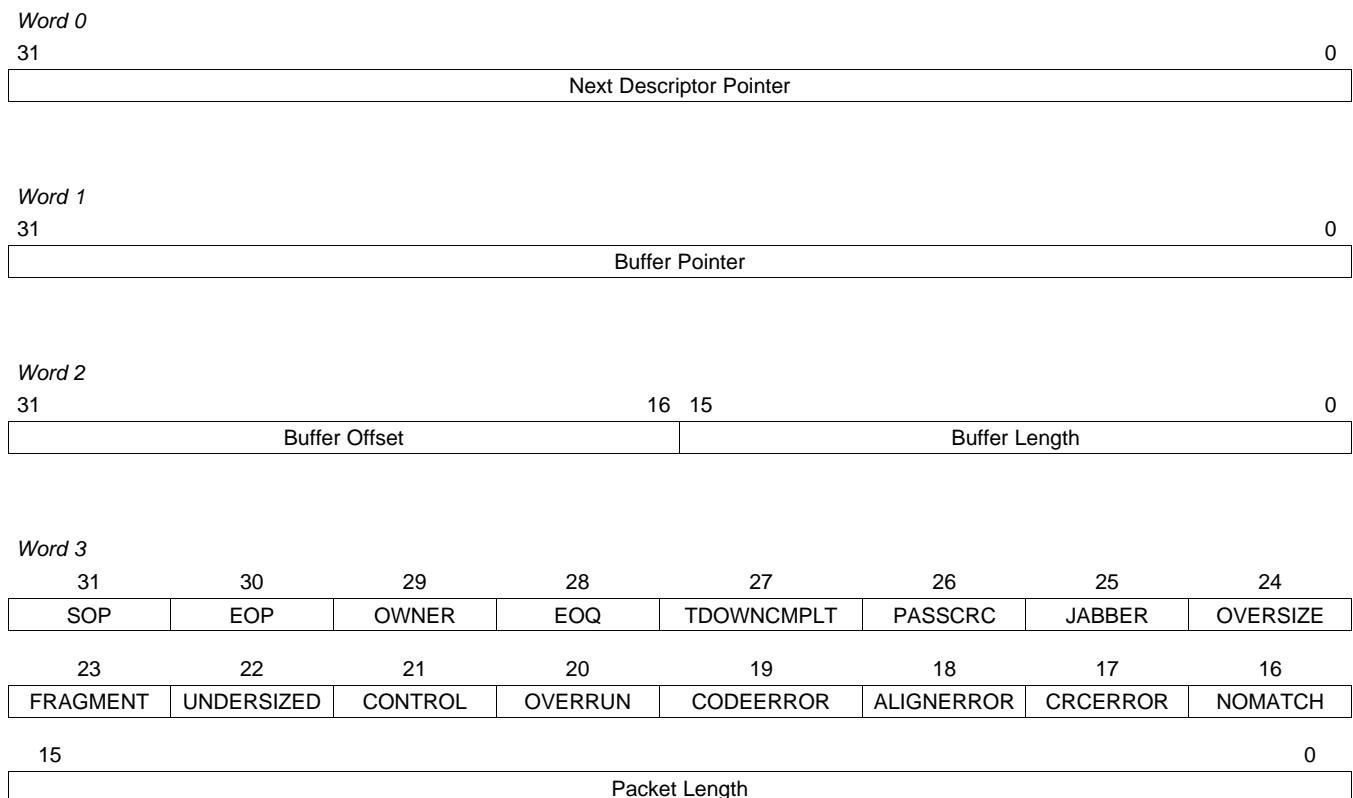 Word 0
31 0
Next Descriptor Pointer
Word 1
31 0
Buffer Pointer
Word 2
31 16 15 0
Buffer Offset Buffer Length
Word 3
31 30 29 28 27 26 25 24
SOP EOP OWNER EOQ TDOWNCMPLT PASSCRC JABBER OVERSIZE
23 22 21 20 19 18 17 16
FRAGMENT UNDERSIZED CONTROL OVERRUN CODEERROR ALIGNERROR CRCERROR NOMATCH
15 0
Packet Length